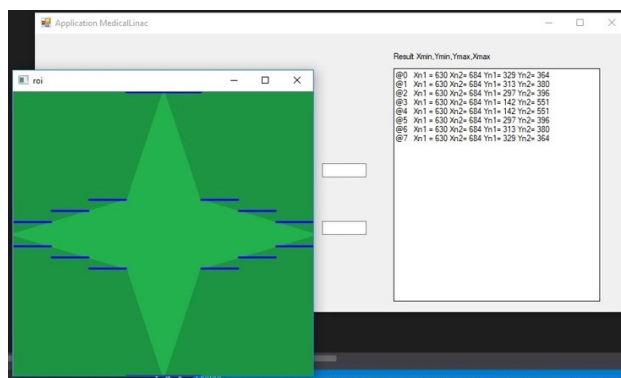 Application MedicalLinac
Result Xmin,Ymin,Ymax,Xmax
roi
@0 Xn1 = 630 Xn2= 684 Yn1= 329 Yn2= 364
@1 Xn1 = 630 Xn2= 684 Yn1= 313 Yn2= 380
@2 Xn1 = 630 Xn2= 684 Yn1= 297 Yn2= 396
@3 Xn1 = 630 Xn2= 684 Yn1= 142 Yn2= 551
@4 Xn1 = 630 Xn2= 684 Yn1= 142 Yn2= 551
@5 Xn1 = 630 Xn2= 684 Yn1= 297 Yn2= 396
@6 Xn1 = 630 Xn2= 684 Yn1= 313 Yn2= 380
@7 Xn1 = 630 Xn2= 684 Yn1= 329 Yn2= 364